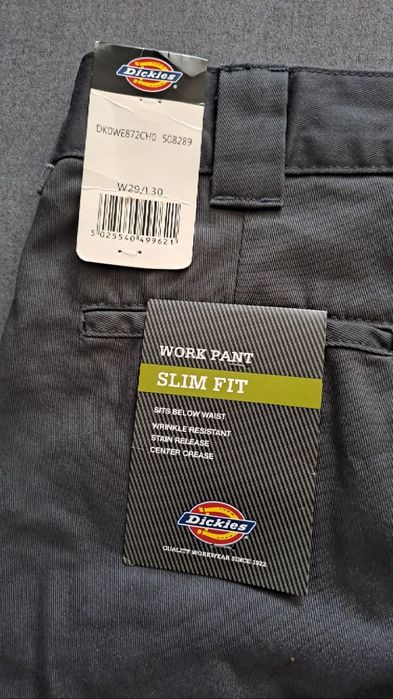 Dickies
DK0WE872CH0 S08289
W29/L30
5 025540 499621
WORK PANT
SLIM FIT
SITS BELOW WAIST
WRINKLE RESISTANT
STAIN RELEASE
CENTER CREASE
Dickies
QUALITY WORKWEAR SINCE 1922